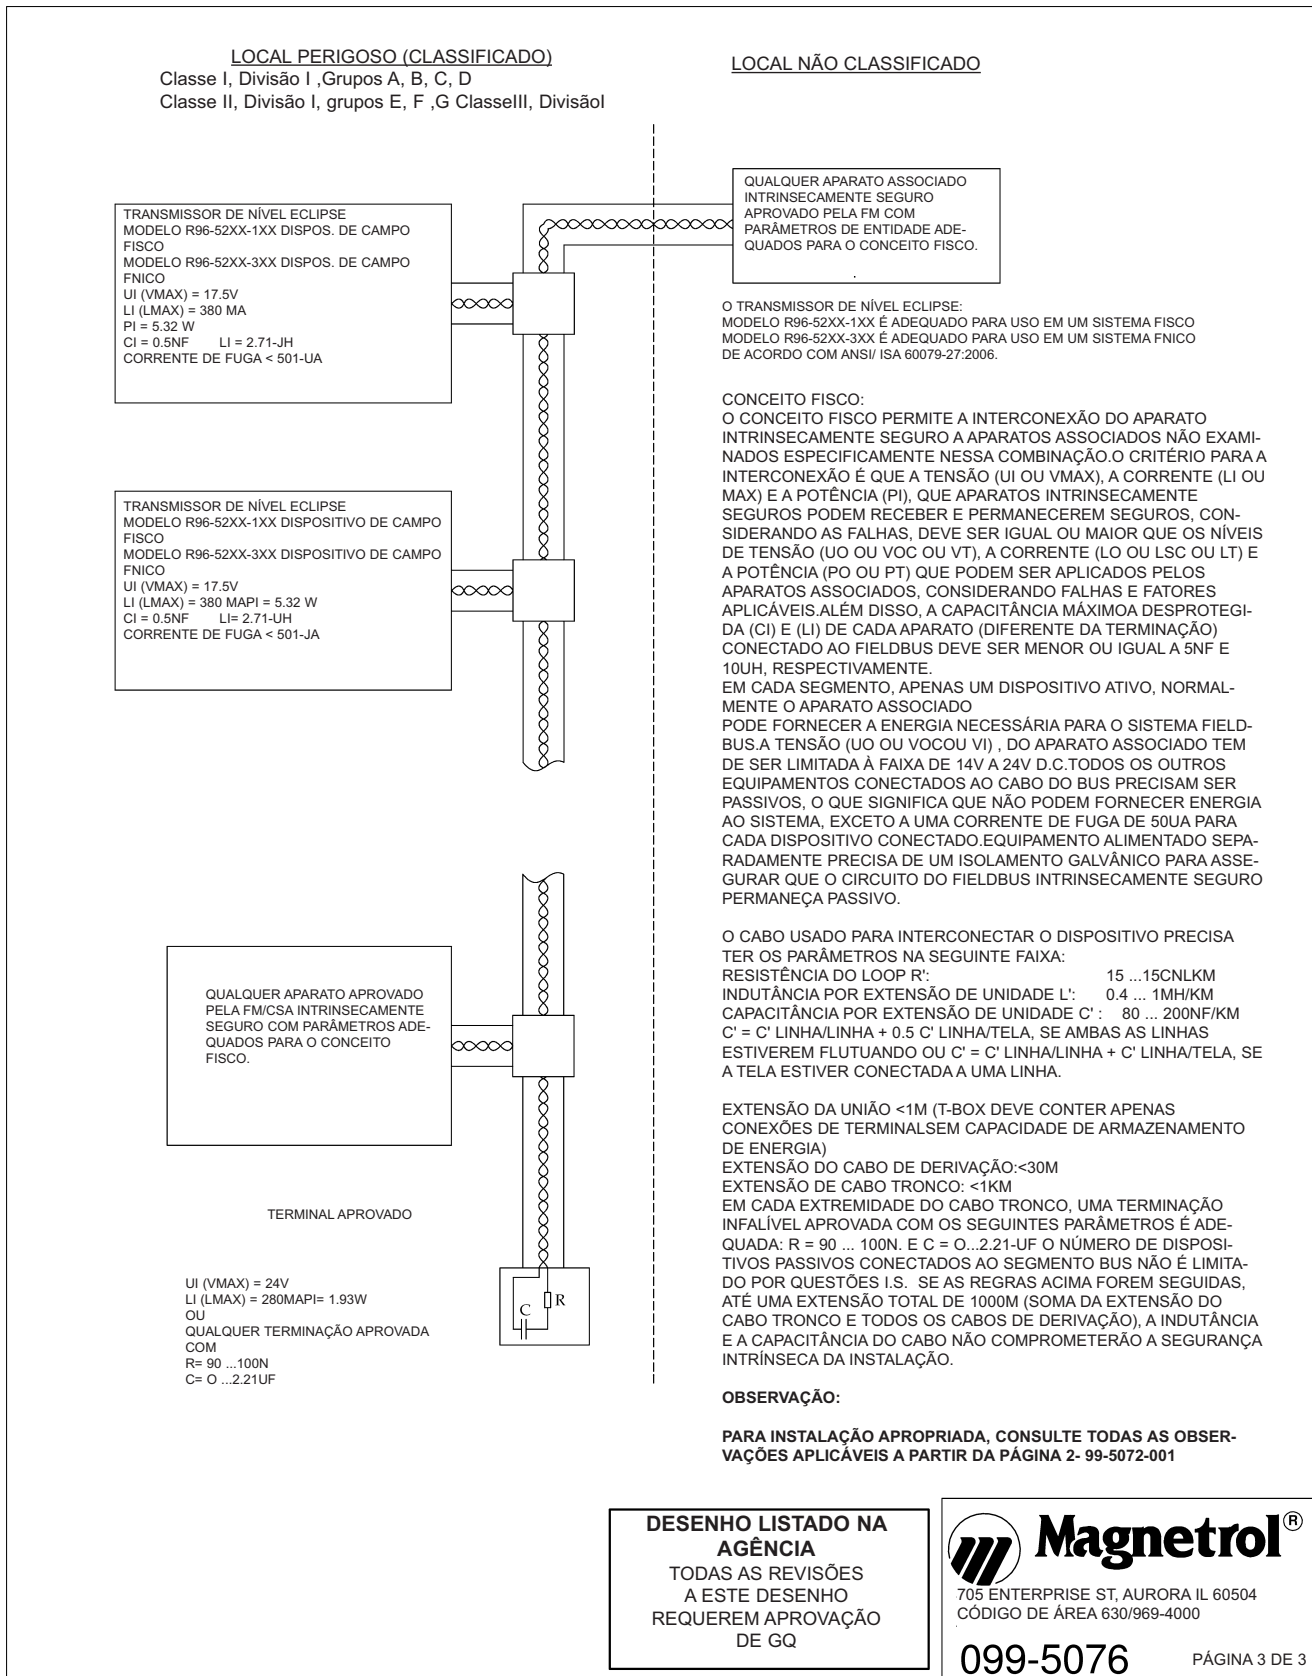 LOCAL PERIGOSO (CLASSIFICADO)
Classe I, Divisão I ,Grupos A, B, C, D
Classe II, Divisão I, grupos E, F ,G ClasseIII, DivisãoI
LOCAL NÃO CLASSIFICADO
QUALQUER APARATO ASSOCIADO
INTRINSECAMENTE SEGURO
APROVADO PELA FM COM
PARÂMETROS DE ENTIDADE ADE-
QUADOS PARA O CONCEITO FISCO.
.
TRANSMISSOR DE NÍVEL ECLIPSE
MODELO R96-52XX-1XX DISPOS. DE CAMPO
FISCO
MODELO R96-52XX-3XX DISPOS. DE CAMPO
FNICO
UI (VMAX) = 17.5V
LI (LMAX) = 380 MA
PI = 5.32 W
CI = 0.5NF LI = 2.71-JH
CORRENTE DE FUGA < 501-UA
TRANSMISSOR DE NÍVEL ECLIPSE
MODELO R96-52XX-1XX DISPOSITIVO DE CAMPO
FISCO
MODELO R96-52XX-3XX DISPOSITIVO DE CAMPO
FNICO
UI (VMAX) = 17.5V
LI (LMAX) = 380 MAPI = 5.32 W
CI = 0.5NF LI= 2.71-UH
CORRENTE DE FUGA < 501-JA
QUALQUER APARATO APROVADO
PELA FM/CSA INTRINSECAMENTE
SEGURO COM PARÂMETROS ADE-
QUADOS PARA O CONCEITO
FISCO.
TERMINAL APROVADO
UI (VMAX) = 24V
LI (LMAX) = 280MAPI= 1.93W
OU
QUALQUER TERMINAÇÃO APROVADA
COM
R= 90 ...100N
C= O ...2.21UF
C
R
O TRANSMISSOR DE NÍVEL ECLIPSE:
MODELO R96-52XX-1XX É ADEQUADO PARA USO EM UM SISTEMA FISCO
MODELO R96-52XX-3XX É ADEQUADO PARA USO EM UM SISTEMA FNICO
DE ACORDO COM ANSI/ ISA 60079-27:2006.
CONCEITO FISCO:
O CONCEITO FISCO PERMITE A INTERCONEXÃO DO APARATO
INTRINSECAMENTE SEGURO A APARATOS ASSOCIADOS NÃO EXAMI-
NADOS ESPECIFICAMENTE NESSA COMBINAÇÃO.O CRITÉRIO PARA A
INTERCONEXÃO É QUE A TENSÃO (UI OU VMAX), A CORRENTE (LI OU
MAX) E A POTÊNCIA (PI), QUE APARATOS INTRINSECAMENTE
SEGUROS PODEM RECEBER E PERMANECEREM SEGUROS, CON-
SIDERANDO AS FALHAS, DEVE SER IGUAL OU MAIOR QUE OS NÍVEIS
DE TENSÃO (UO OU VOC OU VT), A CORRENTE (LO OU LSC OU LT) E
A POTÊNCIA (PO OU PT) QUE PODEM SER APLICADOS PELOS
APARATOS ASSOCIADOS, CONSIDERANDO FALHAS E FATORES
APLICÁVEIS.ALÉM DISSO, A CAPACITÂNCIA MÁXIMOA DESPROTEGI-
DA (CI) E (LI) DE CADA APARATO (DIFERENTE DA TERMINAÇÃO)
CONECTADO AO FIELDBUS DEVE SER MENOR OU IGUAL A 5NF E
10UH, RESPECTIVAMENTE.
EM CADA SEGMENTO, APENAS UM DISPOSITIVO ATIVO, NORMAL-
MENTE O APARATO ASSOCIADO
PODE FORNECER A ENERGIA NECESSÁRIA PARA O SISTEMA FIELD-
BUS.A TENSÃO (UO OU VOCOU VI) , DO APARATO ASSOCIADO TEM
DE SER LIMITADA À FAIXA DE 14V A 24V D.C.TODOS OS OUTROS
EQUIPAMENTOS CONECTADOS AO CABO DO BUS PRECISAM SER
PASSIVOS, O QUE SIGNIFICA QUE NÃO PODEM FORNECER ENERGIA
AO SISTEMA, EXCETO A UMA CORRENTE DE FUGA DE 50UA PARA
CADA DISPOSITIVO CONECTADO.EQUIPAMENTO ALIMENTADO SEPA-
RADAMENTE PRECISA DE UM ISOLAMENTO GALVÂNICO PARA ASSE-
GURAR QUE O CIRCUITO DO FIELDBUS INTRINSECAMENTE SEGURO
PERMANEÇA PASSIVO.
O CABO USADO PARA INTERCONECTAR O DISPOSITIVO PRECISA
TER OS PARÂMETROS NA SEGUINTE FAIXA:
RESISTÊNCIA DO LOOP R': 15 ...15CNLKM
INDUTÂNCIA POR EXTENSÃO DE UNIDADE L': 0.4 ... 1MH/KM
CAPACITÂNCIA POR EXTENSÃO DE UNIDADE C' : 80 ... 200NF/KM
C' = C' LINHA/LINHA + 0.5 C' LINHA/TELA, SE AMBAS AS LINHAS
ESTIVEREM FLUTUANDO OU C' = C' LINHA/LINHA + C' LINHA/TELA, SE
A TELA ESTIVER CONECTADA A UMA LINHA.
EXTENSÃO DA UNIÃO <1M (T-BOX DEVE CONTER APENAS
CONEXÕES DE TERMINALSEM CAPACIDADE DE ARMAZENAMENTO
DE ENERGIA)
EXTENSÃO DO CABO DE DERIVAÇÃO:<30M
EXTENSÃO DE CABO TRONCO: <1KM
EM CADA EXTREMIDADE DO CABO TRONCO, UMA TERMINAÇÃO
INFALÍVEL APROVADA COM OS SEGUINTES PARÂMETROS É ADE-
QUADA: R = 90 ... 100N. E C = O...2.21-UF O NÚMERO DE DISPOSI-
TIVOS PASSIVOS CONECTADOS AO SEGMENTO BUS NÃO É LIMITA-
DO POR QUESTÕES I.S. SE AS REGRAS ACIMA FOREM SEGUIDAS,
ATÉ UMA EXTENSÃO TOTAL DE 1000M (SOMA DA EXTENSÃO DO
CABO TRONCO E TODOS OS CABOS DE DERIVAÇÃO), A INDUTÂNCIA
E A CAPACITÂNCIA DO CABO NÃO COMPROMETERÃO A SEGURANÇA
INTRÍNSECA DA INSTALAÇÃO.
OBSERVAÇÃO:
PARA INSTALAÇÃO APROPRIADA, CONSULTE TODAS AS OBSER-
VAÇÕES APLICÁVEIS A PARTIR DA PÁGINA 2- 99-5072-001
DESENHO LISTADO NA
AGÊNCIA
TODAS AS REVISÕES
A ESTE DESENHO
REQUEREM APROVAÇÃO
DE GQ
Magnetrol®
705 ENTERPRISE ST, AURORA IL 60504
CÓDIGO DE ÁREA 630/969-4000
099-5076 PÁGINA 3 DE 3